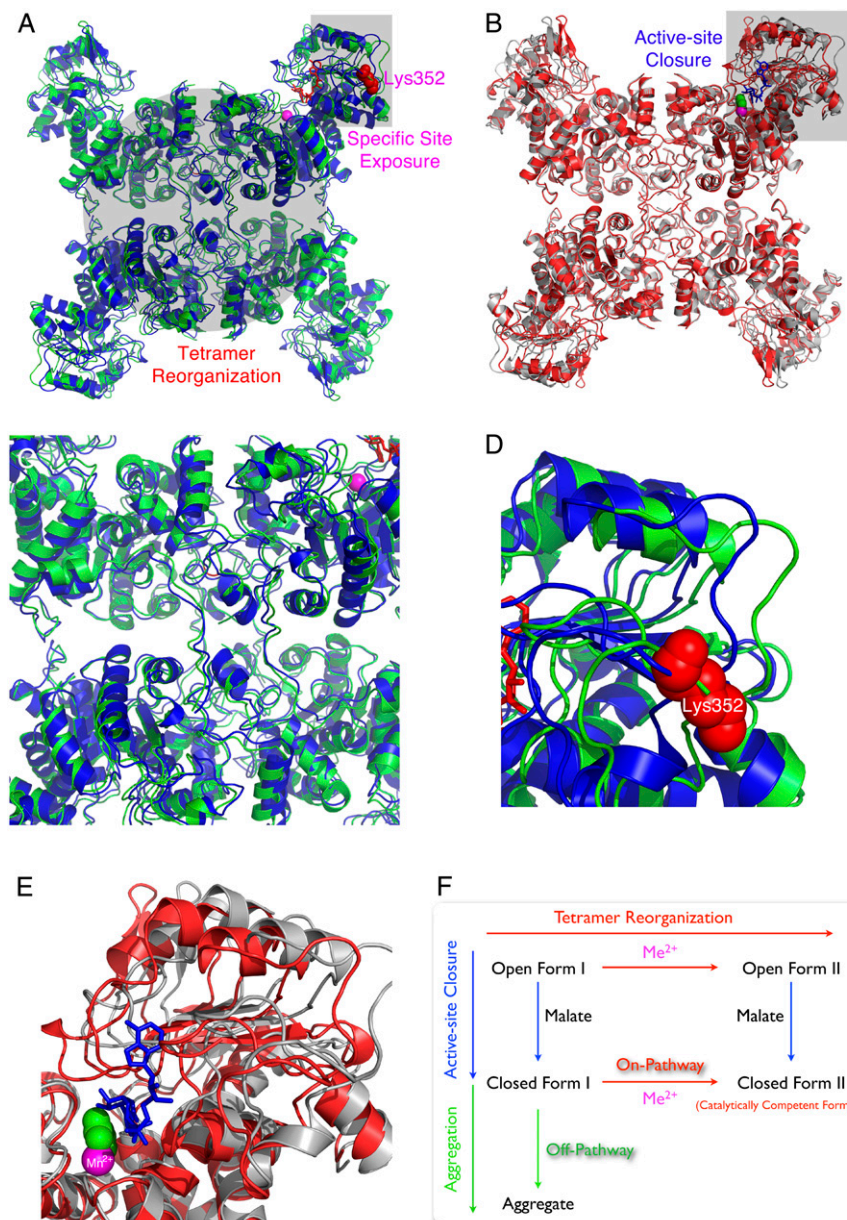 A
Lys352
Specific Site
Exposure
Tetramer
Reorganization
B
Active-site
Closure
D
Lys352
E
Mn²⁺
F
Tetramer Reorganization
Me²⁺
Open Form I
Open Form II
Active-site Closure
Malate
Malate
On-Pathway
Closed Form I
Closed Form II
Me²⁺
(Catalytically Competent Form)
Aggregation
Off-Pathway
Aggregate